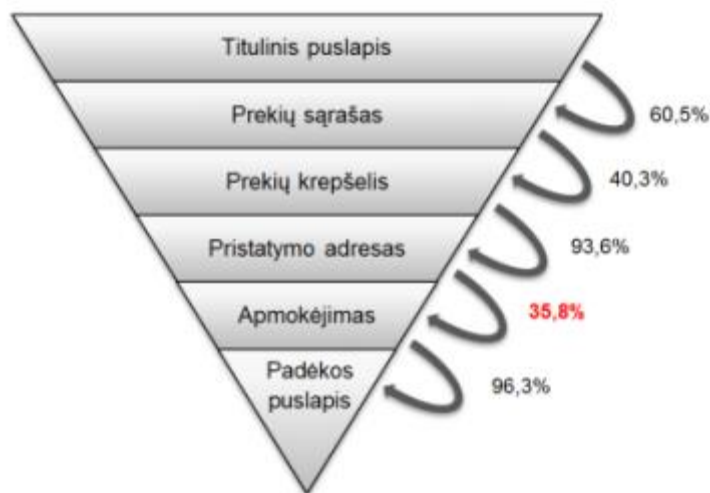 Titulinis puslapis
Prekių sąrašas
60,5%
Prekių krepšelis
40,3%
Pristatymo adresas
93,6%
Apmokėjimas
35,8%
Padėkos
puslapis
96,3%